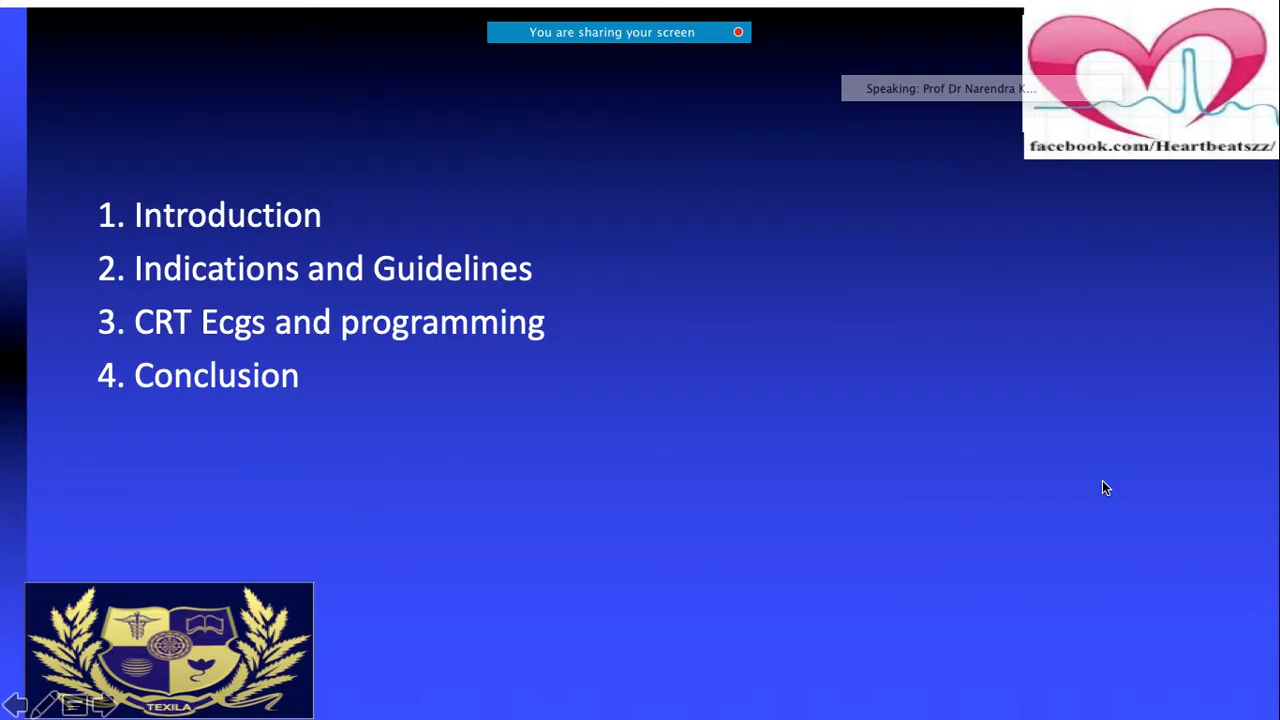 You are sharing your screen
Speaking: Prof Dr Narendra K...
facebook.com/Heartbeatszz/
1. Introduction
2. Indications and Guidelines
3. CRT Ecgs and programming
4. Conclusion
TEXILA